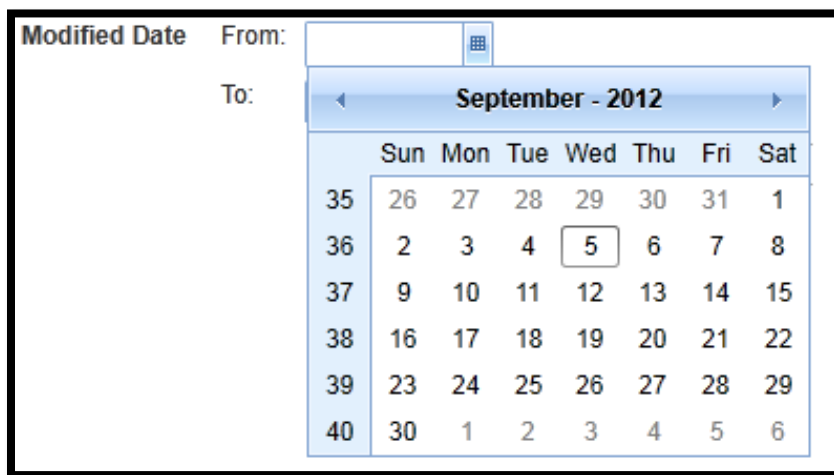 Modified Date From:
To:
September - 2012
Sun Mon Tue Wed Thu Fri Sat
35 26 27 28 29 30 31 1
36 2 3 4 5 6 7 8
37 9 10 11 12 13 14 15
38 16 17 18 19 20 21 22
39 23 24 25 26 27 28 29
40 30 1 2 3 4 5 6